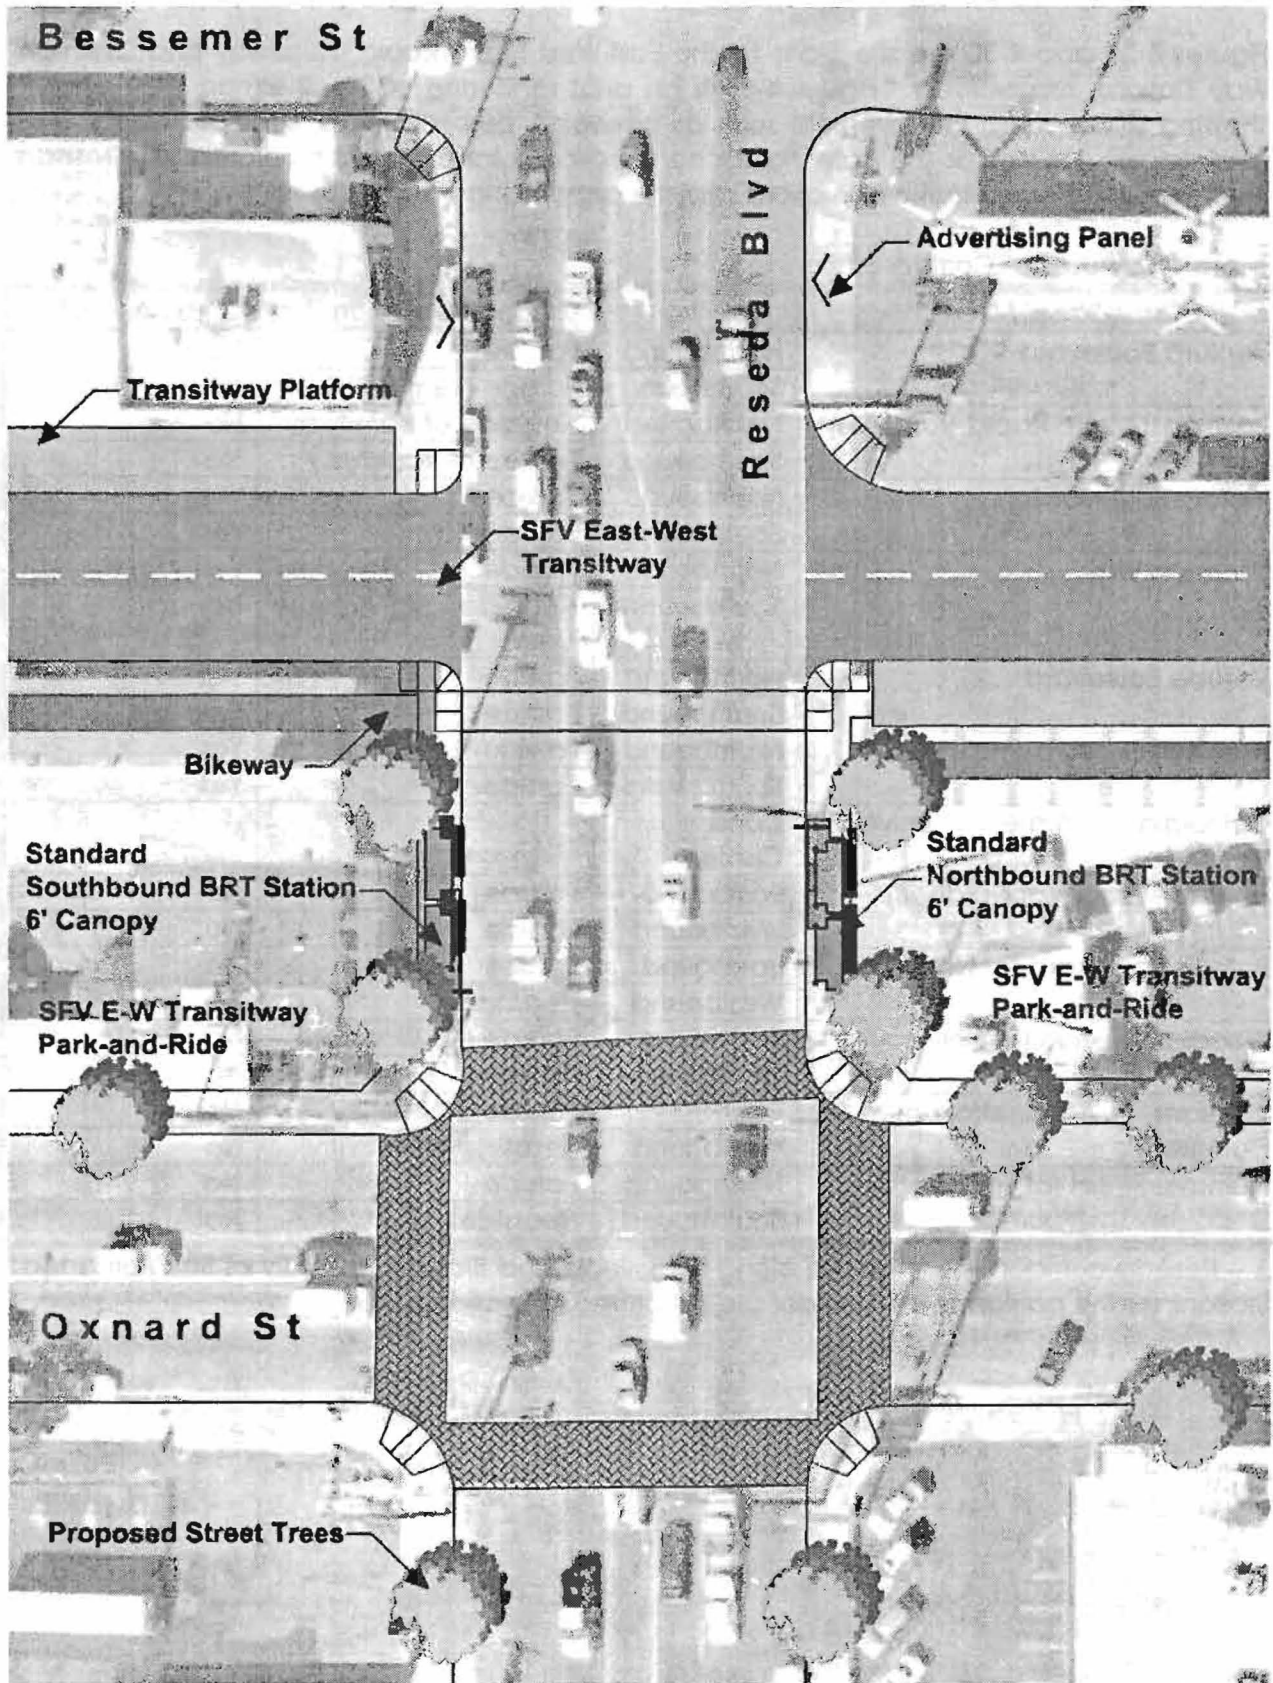 Bessemer St
Reseda Blvd
Advertising Panel
Transitway Platform
SFV East-West
Transitway
Bikeway
Standard
Southbound BRT Station
6' Canopy
Standard
Northbound BRT Station
6' Canopy
SFV E-W Transitway
Park-and-Ride
SFV E-W Transitway
Park-and-Ride
Oxnard St
Proposed Street Trees